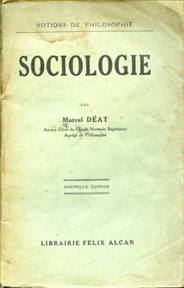 NOTIONS DE PHILOSOPHIE
SOCIOLOGIE
PAR
Marcel DÉAT
Ancien Élève de l'École Normale Supérieure
Agrégé de Philosophie
NOUVELLE ÉDITION
LIBRAIRIE FÉLIX ALCAN